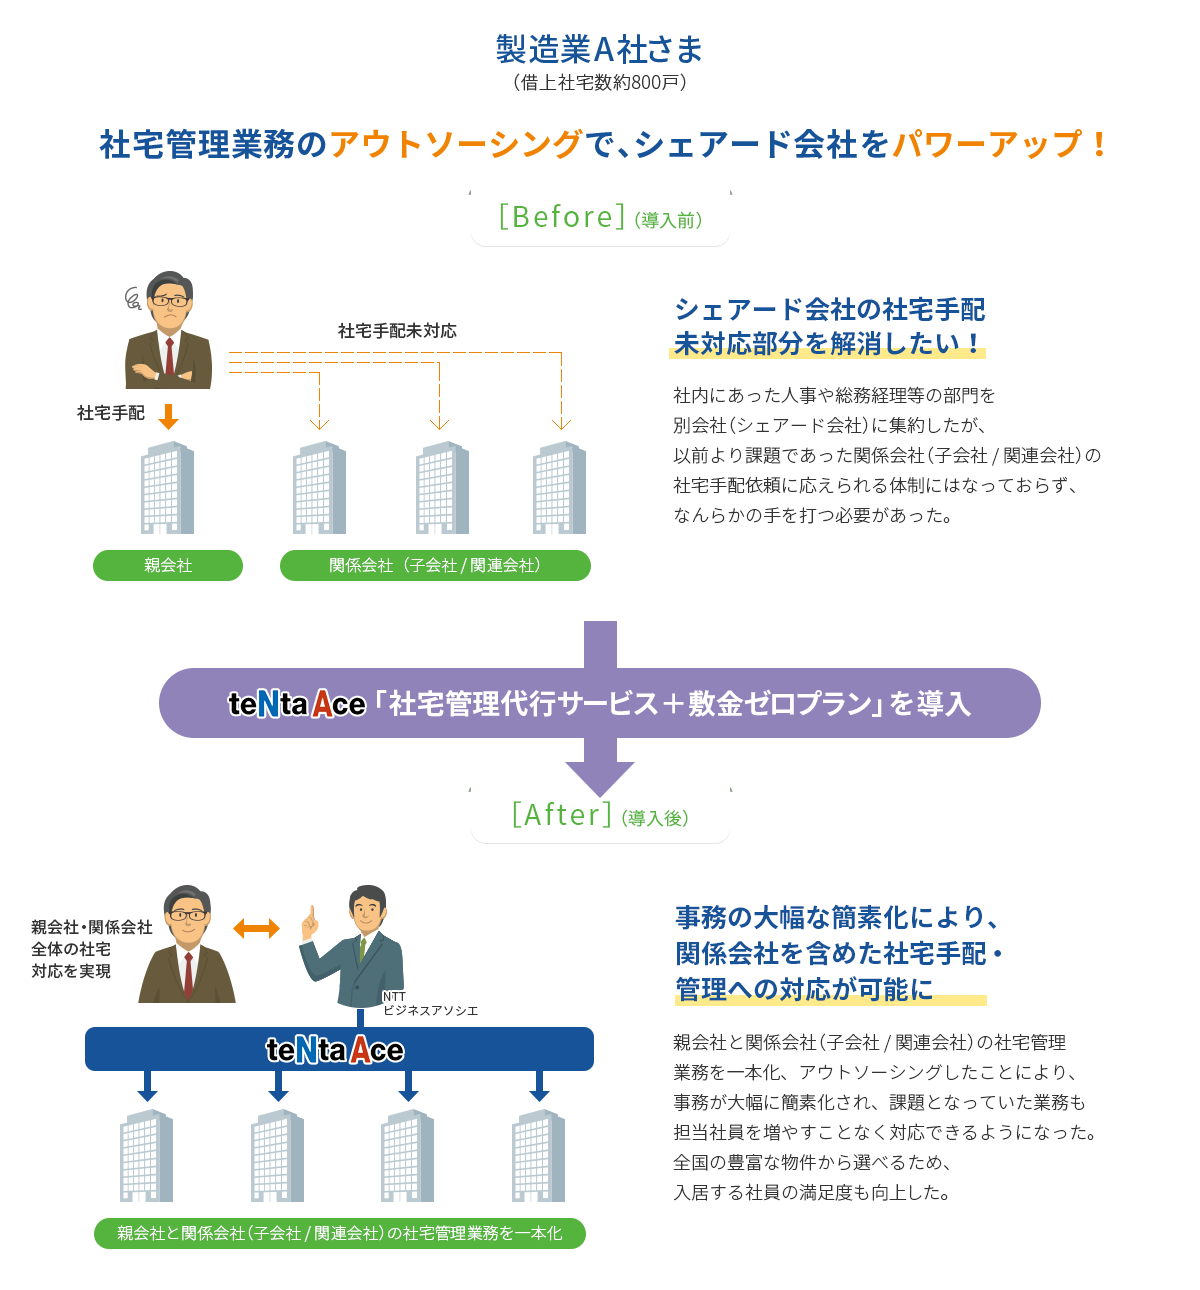 製造業A社さま
（借上社宅数約800戸）
社宅管理業務のアウトソーシングで、シェアード会社をパワーアップ！
［Before］（導入前）
社宅手配未対応
社宅手配
親会社
関係会社（子会社 / 関連会社）
シェアード会社の社宅手配
未対応部分を解消したい！
社内にあった人事や総務経理等の部門を
別会社（シェアード会社）に集約したが、
以前より課題であった関係会社（子会社 / 関連会社）の
社宅手配依頼に応えられる体制にはなっておらず、
なんらかの手を打つ必要があった。
teNta Ace「社宅管理代行サービス＋敷金ゼロプラン」を導入
［After］（導入後）
親会社・関係会社
全体の社宅
対応を実現
NTT
ビジネスアソシエ
teNta Ace
親会社と関係会社（子会社 / 関連会社）の社宅管理業務を一本化
事務の大幅な簡素化により、
関係会社を含めた社宅手配・
管理への対応が可能に
親会社と関係会社（子会社 / 関連会社）の社宅管理
業務を一本化、アウトソーシングしたことにより、
事務が大幅に簡素化され、課題となっていた業務も
担当社員を増やすことなく対応できるようになった。
全国の豊富な物件から選べるため、
入居する社員の満足度も向上した。